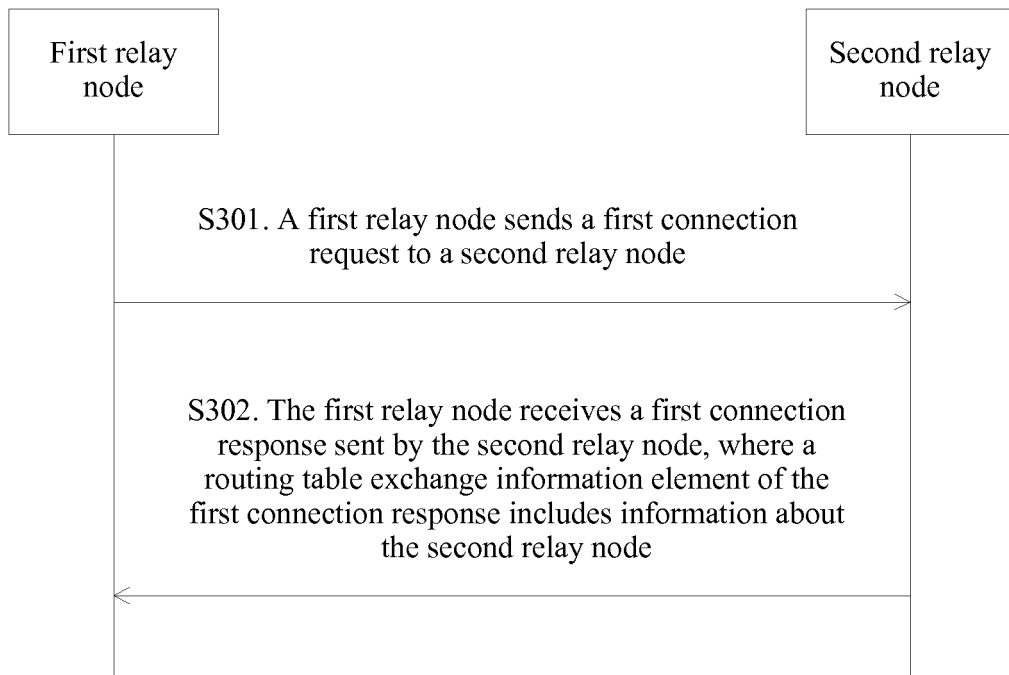 First relay
node
Second relay
node
S301. A first relay node sends a first connection
request to a second relay node
S302. The first relay node receives a first connection
response sent by the second relay node, where a
routing table exchange information element of the
first connection response includes information about
the second relay node